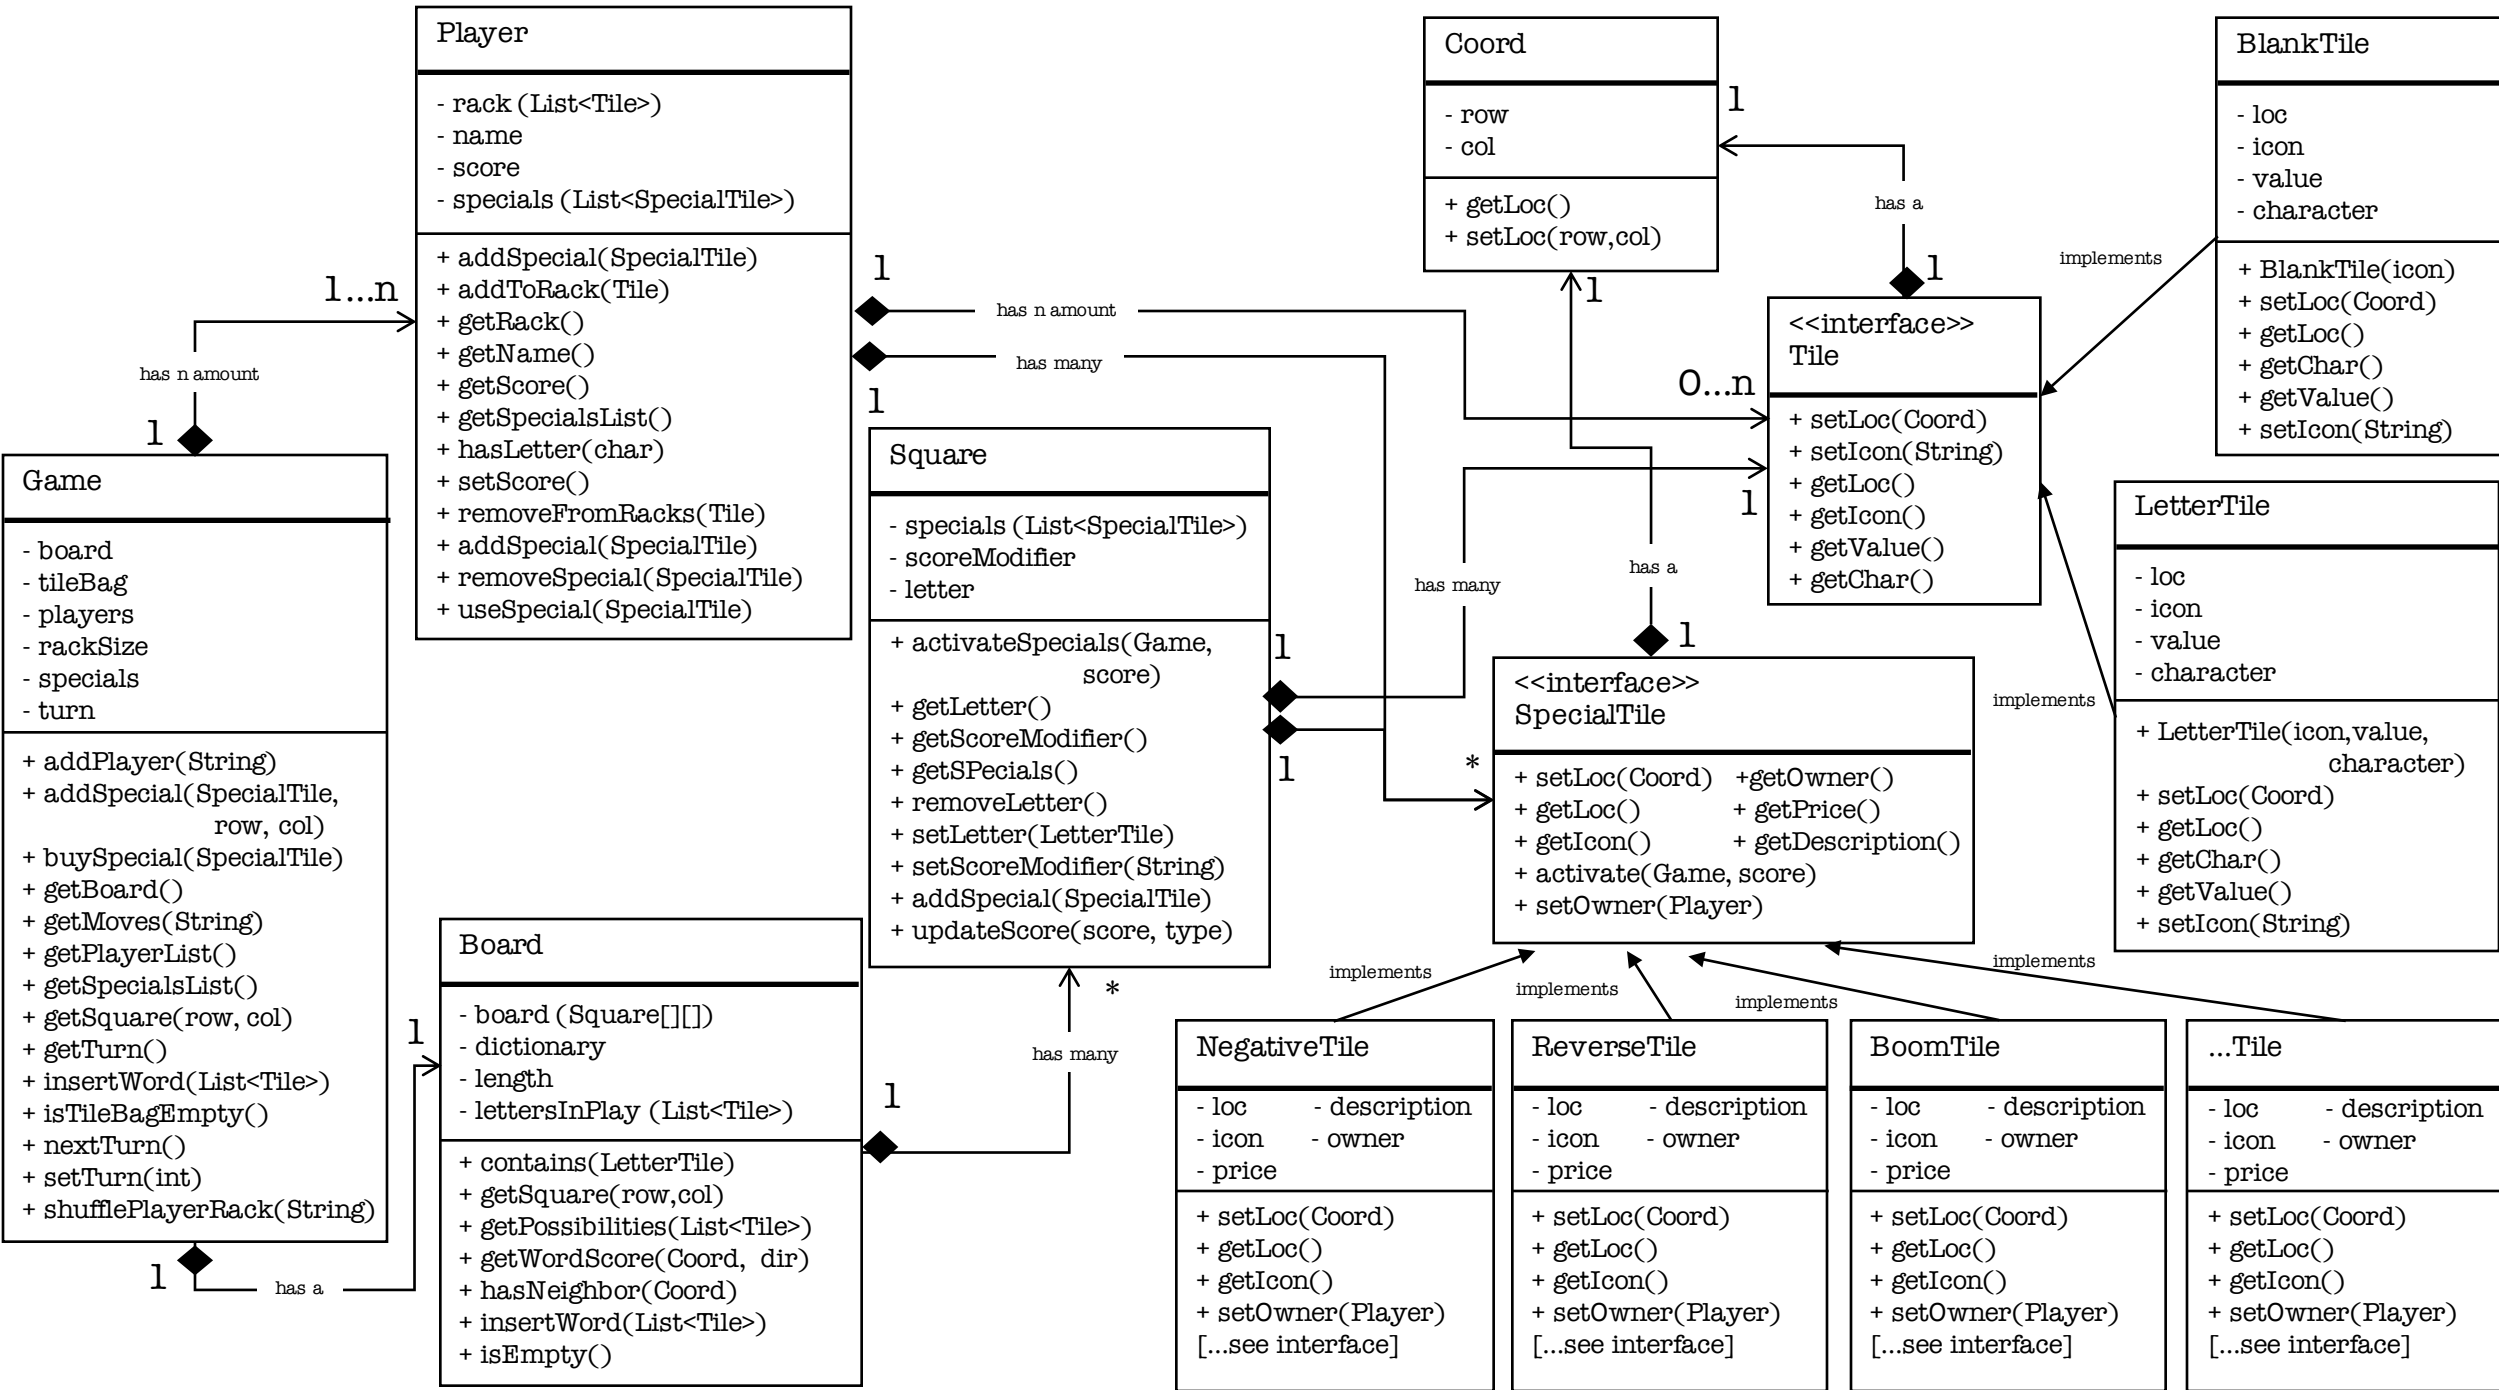 Player
- rack (List<Tile>)
- name
- score
- specials (List<SpecialTile>)
+ addSpecial(SpecialTile)
+ addToRack(Tile)
+ getRack()
+ getName()
+ getScore()
+ getSpecialsList()
+ hasLetter(char)
+ setScore()
+ removeFromRacks(Tile)
+ addSpecial(SpecialTile)
+ removeSpecial(SpecialTile)
+ useSpecial(SpecialTile)
1
has n amount
0...n
has many
1
1...n
has n amount
1
Game
- board
- tileBag
- players
- rackSize
- specials
- turn
+ addPlayer(String)
+ addSpecial(SpecialTile,
row, col)
+ buySpecial(SpecialTile)
+ getBoard()
+ getMoves(String)
+ getPlayerList()
+ getSpecialsList()
+ getSquare(row, col)
+ getTurn()
+ insertWord(List<Tile>)
+ isTileBagEmpty()
+ nextTurn()
+ setTurn(int)
+ shufflePlayerRack(String)
1
has a
1
Board
- board (Square[][])
- dictionary
- length
- lettersInPlay (List<Tile>)
+ contains(LetterTile)
+ getSquare(row,col)
+ getPossibilities(List<Tile>)
+ getWordScore(Coord, dir)
+ hasNeighbor(Coord)
+ insertWord(List<Tile>)
+ isEmpty()
1
has many
*
Square
- specials (List<SpecialTile>)
- scoreModifier
- letter
+ activateSpecials(Game,
score)
+ getLetter()
+ getScoreModifier()
+ getSPecials()
+ removeLetter()
+ setLetter(LetterTile)
+ setScoreModifier(String)
+ addSpecial(SpecialTile)
+ updateScore(score, type)
1
1
has many
1
*
Coord
- row
- col
+ getLoc()
+ setLoc(row,col)
1
has a
1
1
has a
1
<<interface>>
Tile
+ setLoc(Coord)
+ setIcon(String)
+ getLoc()
+ getIcon()
+ getValue()
+ getChar()
implements
BlankTile
- loc
- icon
- value
- character
+ BlankTile(icon)
+ setLoc(Coord)
+ getLoc()
+ getChar()
+ getValue()
+ setIcon(String)
implements
LetterTile
- loc
- icon
- value
- character
+ LetterTile(icon,value,
character)
+ setLoc(Coord)
+ getLoc()
+ getChar()
+ getValue()
+ setIcon(String)
<<interface>>
SpecialTile
+ setLoc(Coord) +getOwner()
+ getLoc() + getPrice()
+ getIcon() + getDescription()
+ activate(Game, score)
+ setOwner(Player)
implements
implements
implements
implements
NegativeTile
- loc - description
- icon - owner
- price
+ setLoc(Coord)
+ getLoc()
+ getIcon()
+ setOwner(Player)
[...see interface]
ReverseTile
- loc - description
- icon - owner
- price
+ setLoc(Coord)
+ getLoc()
+ getIcon()
+ setOwner(Player)
[...see interface]
BoomTile
- loc - description
- icon - owner
- price
+ setLoc(Coord)
+ getLoc()
+ getIcon()
+ setOwner(Player)
[...see interface]
...Tile
- loc - description
- icon - owner
- price
+ setLoc(Coord)
+ getLoc()
+ getIcon()
+ setOwner(Player)
[...see interface]